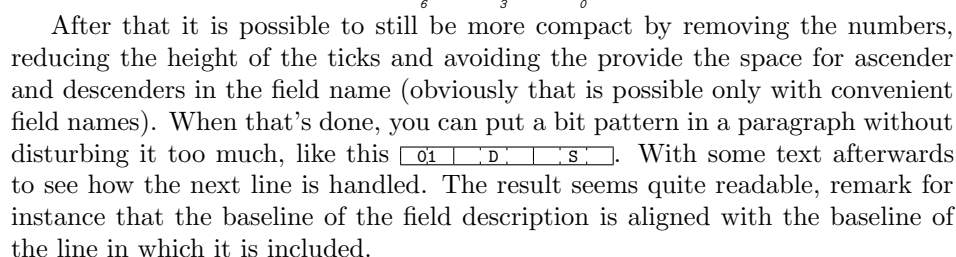 6 3 0
After that it is possible to still be more compact by removing the numbers,
reducing the height of the ticks and avoiding the provide the space for ascender
and descenders in the field name (obviously that is possible only with convenient
field names). When that's done, you can put a bit pattern in a paragraph without
disturbing it too much, like this 01 D S . With some text afterwards
to see how the next line is handled. The result seems quite readable, remark for
instance that the baseline of the field description is aligned with the baseline of
the line in which it is included.